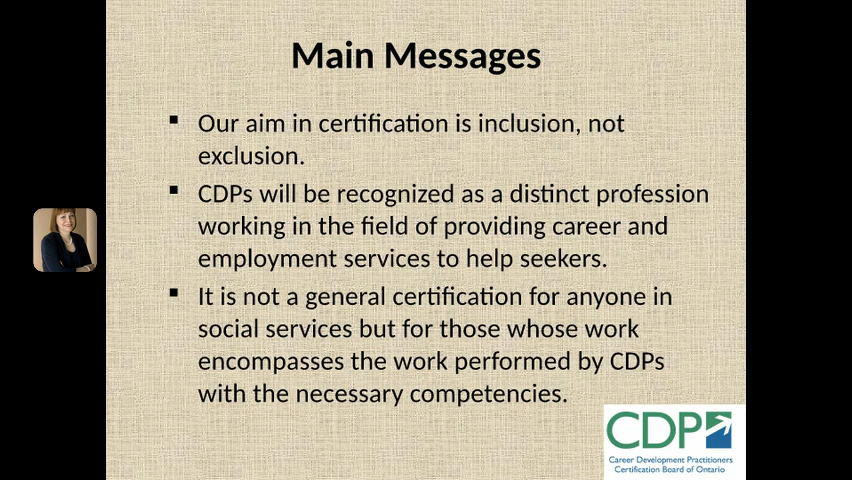 Main Messages
▪ Our aim in certification is inclusion, not
exclusion.
▪ CDPs will be recognized as a distinct profession
working in the field of providing career and
employment services to help seekers.
▪ It is not a general certification for anyone in
social services but for those whose work
encompasses the work performed by CDPs
with the necessary competencies.
CDP
Career Development Practitioners
Certification Board of Ontario